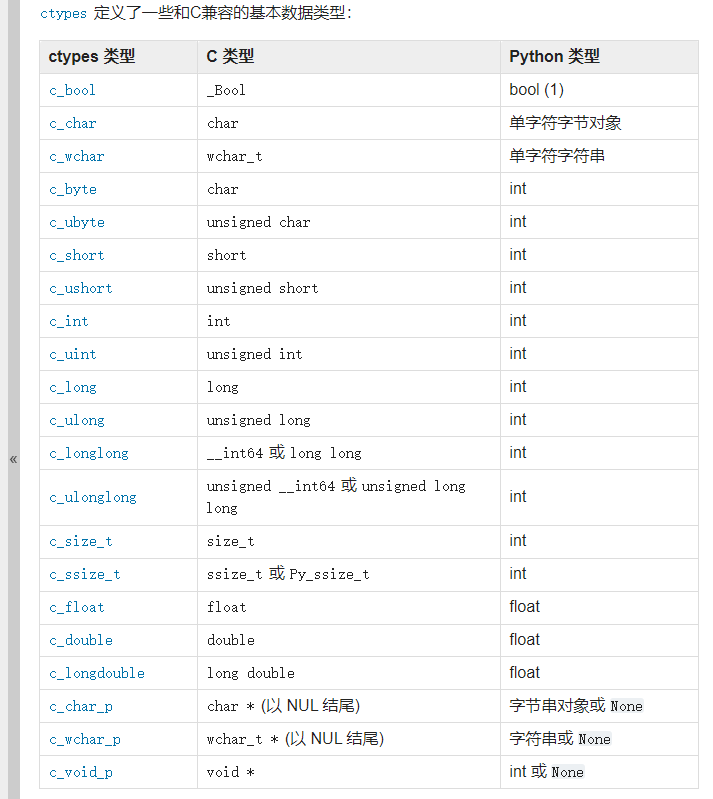 ctypes 定义了一些和C兼容的基本数据类型：
ctypes 类型 C 类型 Python 类型
c_bool _Bool bool (1)
c_char char 单字符字节对象
c_wchar wchar_t 单字符字符串
c_byte char int
c_ubyte unsigned char int
c_short short int
c_ushort unsigned short int
c_int int int
c_uint unsigned int int
c_long long int
c_ulong unsigned long int
c_longlong __int64 或 long long int
c_ulonglong unsigned __int64 或 unsigned long long int
c_size_t size_t int
c_ssize_t ssize_t 或 Py_ssize_t int
c_float float float
c_double double float
c_longdouble long double float
c_char_p char * (以 NUL 结尾) 字节串对象或 None
c_wchar_p wchar_t * (以 NUL 结尾) 字符串或 None
c_void_p void * int 或 None
«